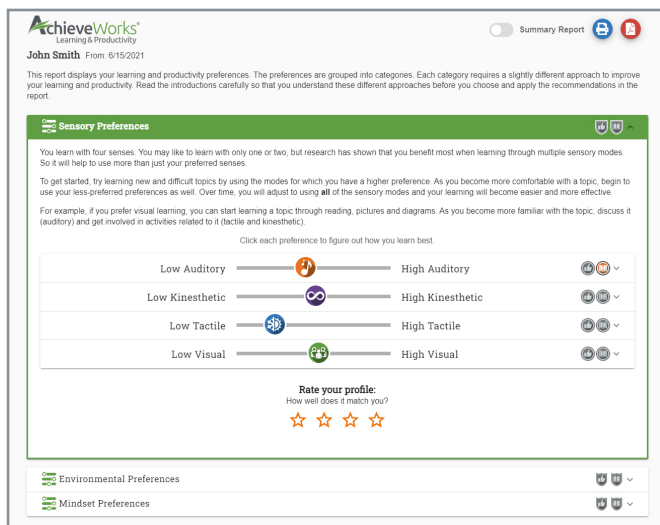 AchieveWorks®
Learning & Productivity
Summary Report
John Smith From: 6/15/2021
This report displays your learning and productivity preferences. The preferences are grouped into categories. Each category requires a slightly different approach to improve
your learning and productivity. Read the introductions carefully so that you understand these different approaches before you choose and apply the recommendations in the
report.
Sensory Preferences
You learn with four senses. You may like to learn with only one or two, but research has shown that you benefit most when learning through multiple sensory modes.
So it will help to use more than just your preferred senses.
To get started, try learning new and difficult topics by using the modes for which you have a higher preference. As you become more comfortable with a topic, begin to
use your less-preferred preferences as well. Over time, you will adjust to using all of the sensory modes and your learning will become easier and more effective.
For example, if you prefer visual learning, you can start learning a topic through reading, pictures and diagrams. As you become more familiar with the topic, discuss it
(auditory) and get involved in activities related to it (tactile and kinesthetic).
Click each preference to figure out how you learn best.
Low Auditory High Auditory
Low Kinesthetic High Kinesthetic
Low Tactile High Tactile
Low Visual High Visual
Rate your profile:
How well does it match you?
Environmental Preferences
Mindset Preferences